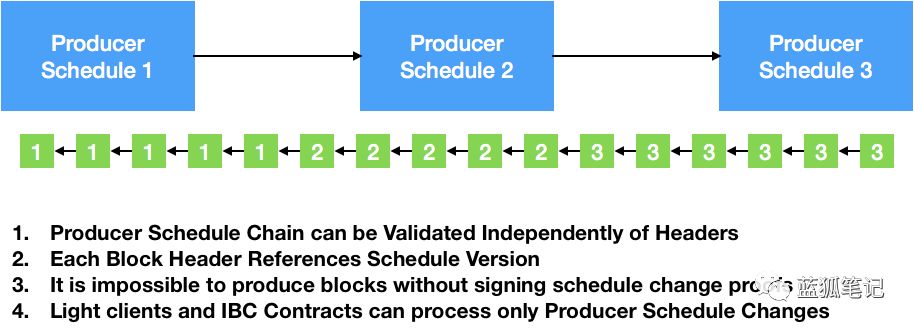 Producer
Schedule 1
Producer
Schedule 2
Producer
Schedule 3
1 1 1 1 1 2 2 2 2 2 3 3 3 3 3 3
1. Producer Schedule Chain can be Validated Independently of Headers
2. Each Block Header References Schedule Version
3. It is impossible to produce blocks without signing schedule change proofs
4. Light clients and IBC Contracts can process only Producer Schedule Changes
蓝狐笔记